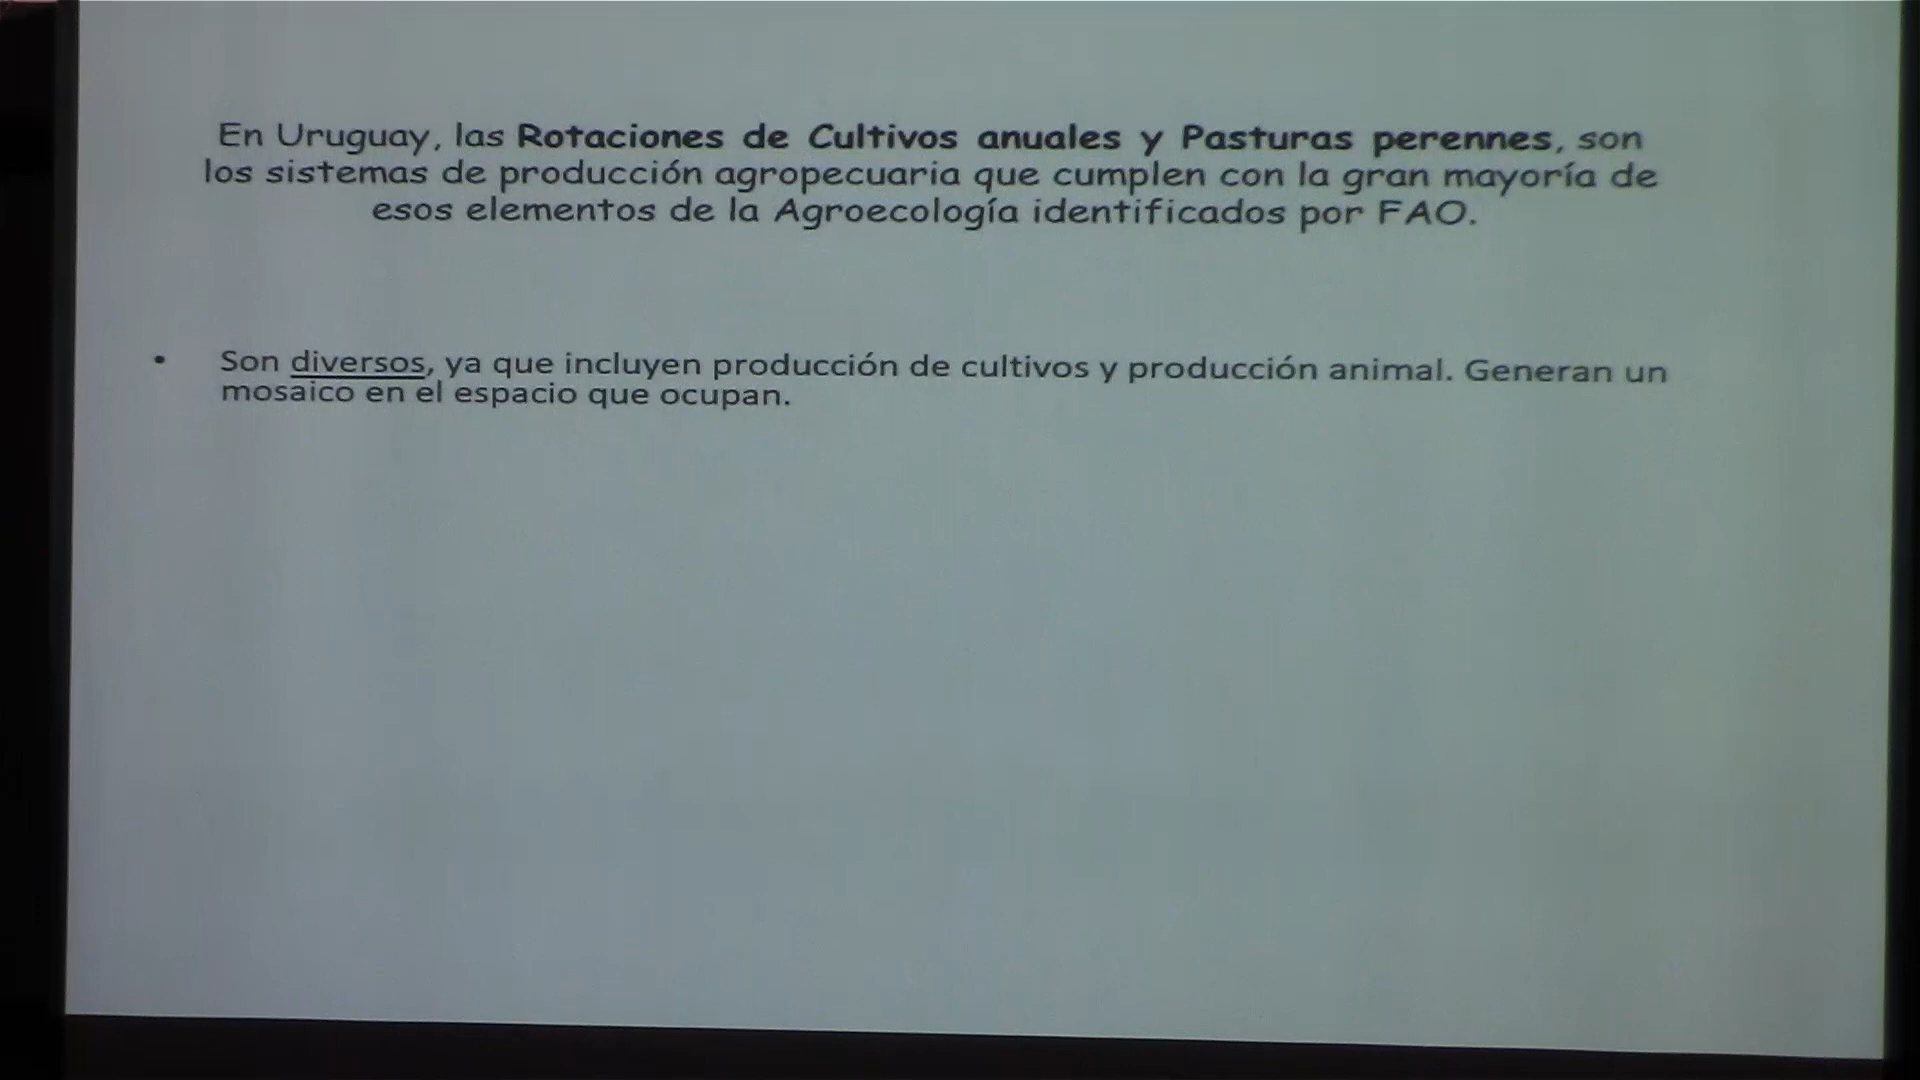 En Uruguay, las Rotaciones de Cultivos anuales y Pasturas perennes, son
los sistemas de producción agropecuaria que cumplen con la gran mayoría de
esos elementos de la Agroecología identificados por FAO.
• Son diversos, ya que incluyen producción de cultivos y producción animal. Generan un
mosaico en el espacio que ocupan.